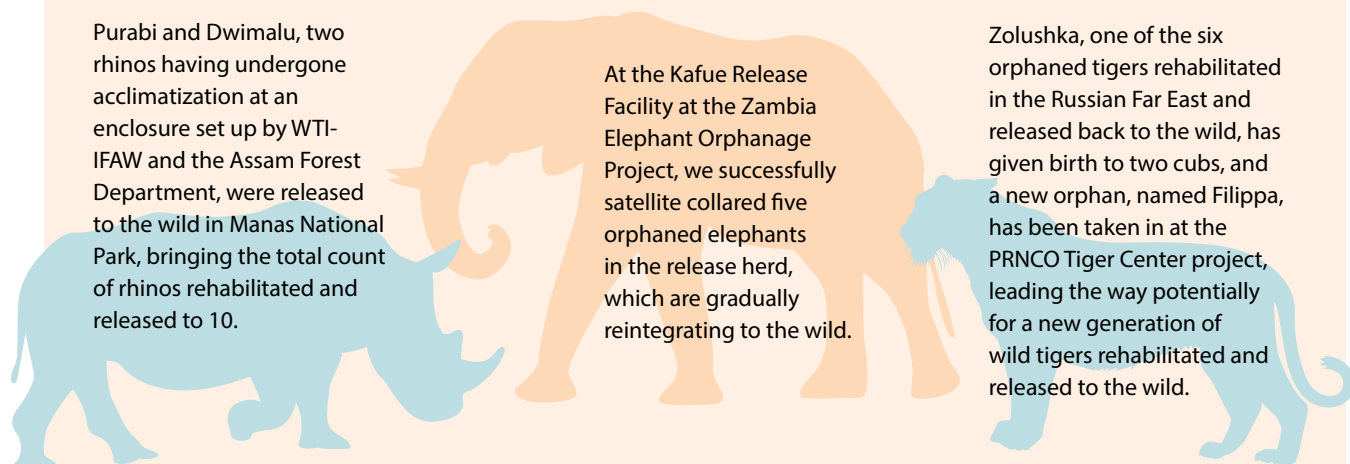 Purabi and Dwimalu, two
rhinos having undergone
acclimatization at an
enclosure set up by WTI-
IFAW and the Assam Forest
Department, were released
to the wild in Manas National
Park, bringing the total count
of rhinos rehabilitated and
released to 10.
At the Kafue Release
Facility at the Zambia
Elephant Orphanage
Project, we successfully
satellite collared five
orphaned elephants
in the release herd,
which are gradually
reintegrating to the wild.
Zolushka, one of the six
orphaned tigers rehabilitated
in the Russian Far East and
released back to the wild, has
given birth to two cubs, and
a new orphan, named Filippa,
has been taken in at the
PRNCO Tiger Center project,
leading the way potentially
for a new generation of
wild tigers rehabilitated and
released to the wild.